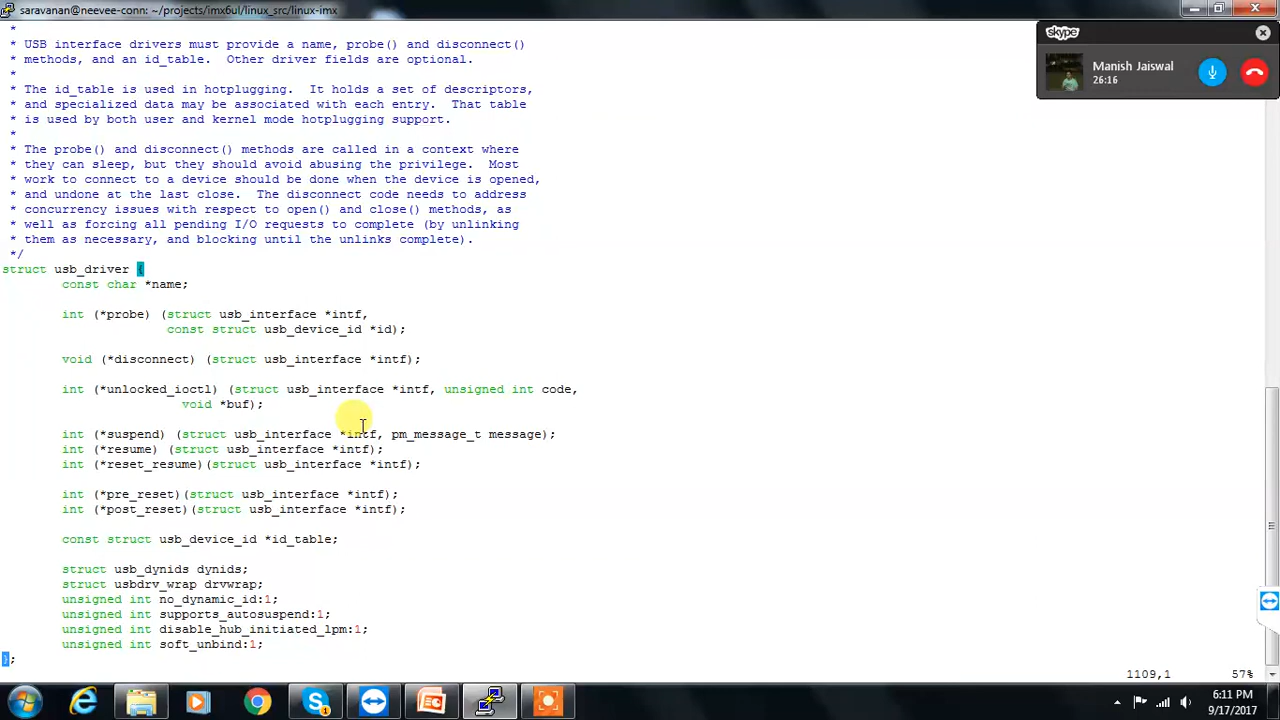 saravanan@neevee-conn: ~/projects/imx6ul/linux_src/linux-imx
*
* USB interface drivers must provide a name, probe() and disconnect()
* methods, and an id_table.  Other driver fields are optional.
*
* The id_table is used in hotplugging.  It holds a set of descriptors,
* and specialized data may be associated with each entry.  That table
* is used by both user and kernel mode hotplugging support.
*
* The probe() and disconnect() methods are called in a context where
* they can sleep, but they should avoid abusing the privilege.  Most
* work to connect to a device should be done when the device is opened,
* and undone at the last close.  The disconnect code needs to address
* concurrency issues with respect to open() and close() methods, as
* well as forcing all pending I/O requests to complete (by unlinking
* them as necessary, and blocking until the unlinks complete).
*/
struct usb_driver {
const char *name;
int (*probe) (struct usb_interface *intf,
const struct usb_device_id *id);
void (*disconnect) (struct usb_interface *intf);
int (*unlocked_ioctl) (struct usb_interface *intf, unsigned int code,
void *buf);
int (*suspend) (struct usb_interface *intf, pm_message_t message);
int (*resume) (struct usb_interface *intf);
int (*reset_resume)(struct usb_interface *intf);
int (*pre_reset)(struct usb_interface *intf);
int (*post_reset)(struct usb_interface *intf);
const struct usb_device_id *id_table;
struct usb_dynids dynids;
struct usbdrv_wrap drvwrap;
unsigned int no_dynamic_id:1;
unsigned int supports_autosuspend:1;
unsigned int disable_hub_initiated_lpm:1;
unsigned int soft_unbind:1;
};
1109,1 57%
skype
Manish Jaiswal
26:16
6:11 PM
9/17/2017